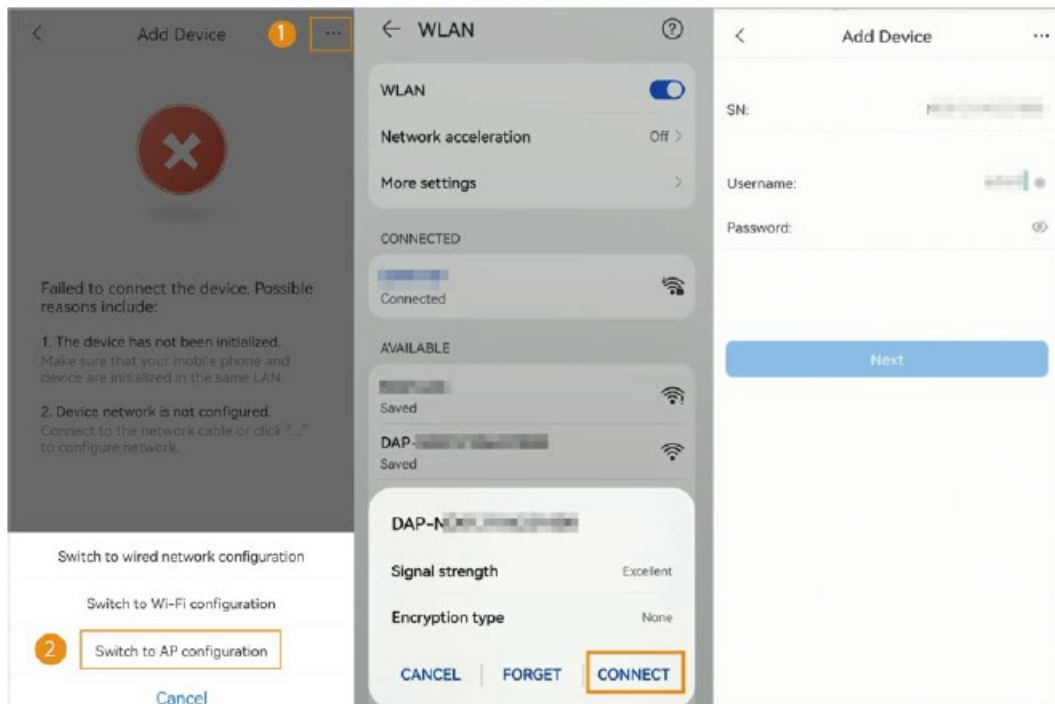 Add Device
1
...
Failed to connect the device. Possible
reasons include:
1. The device has not been initialized.
Make sure that your mobile phone and
device are initialized in the same LAN.
2. Device network is not configured.
Connect to the network cable or click "..."
to configure network.
Switch to wired network configuration
Switch to Wi-Fi configuration
2
Switch to AP configuration
Cancel
WLAN
?
WLAN
Network acceleration
Off
More settings
CONNECTED
Connected
AVAILABLE
Saved
DAP-
Saved
DAP-N
Signal strength
Excellent
Encryption type
None
CANCEL
FORGET
CONNECT
Add Device
...
SN:
Username:
Password:
Next